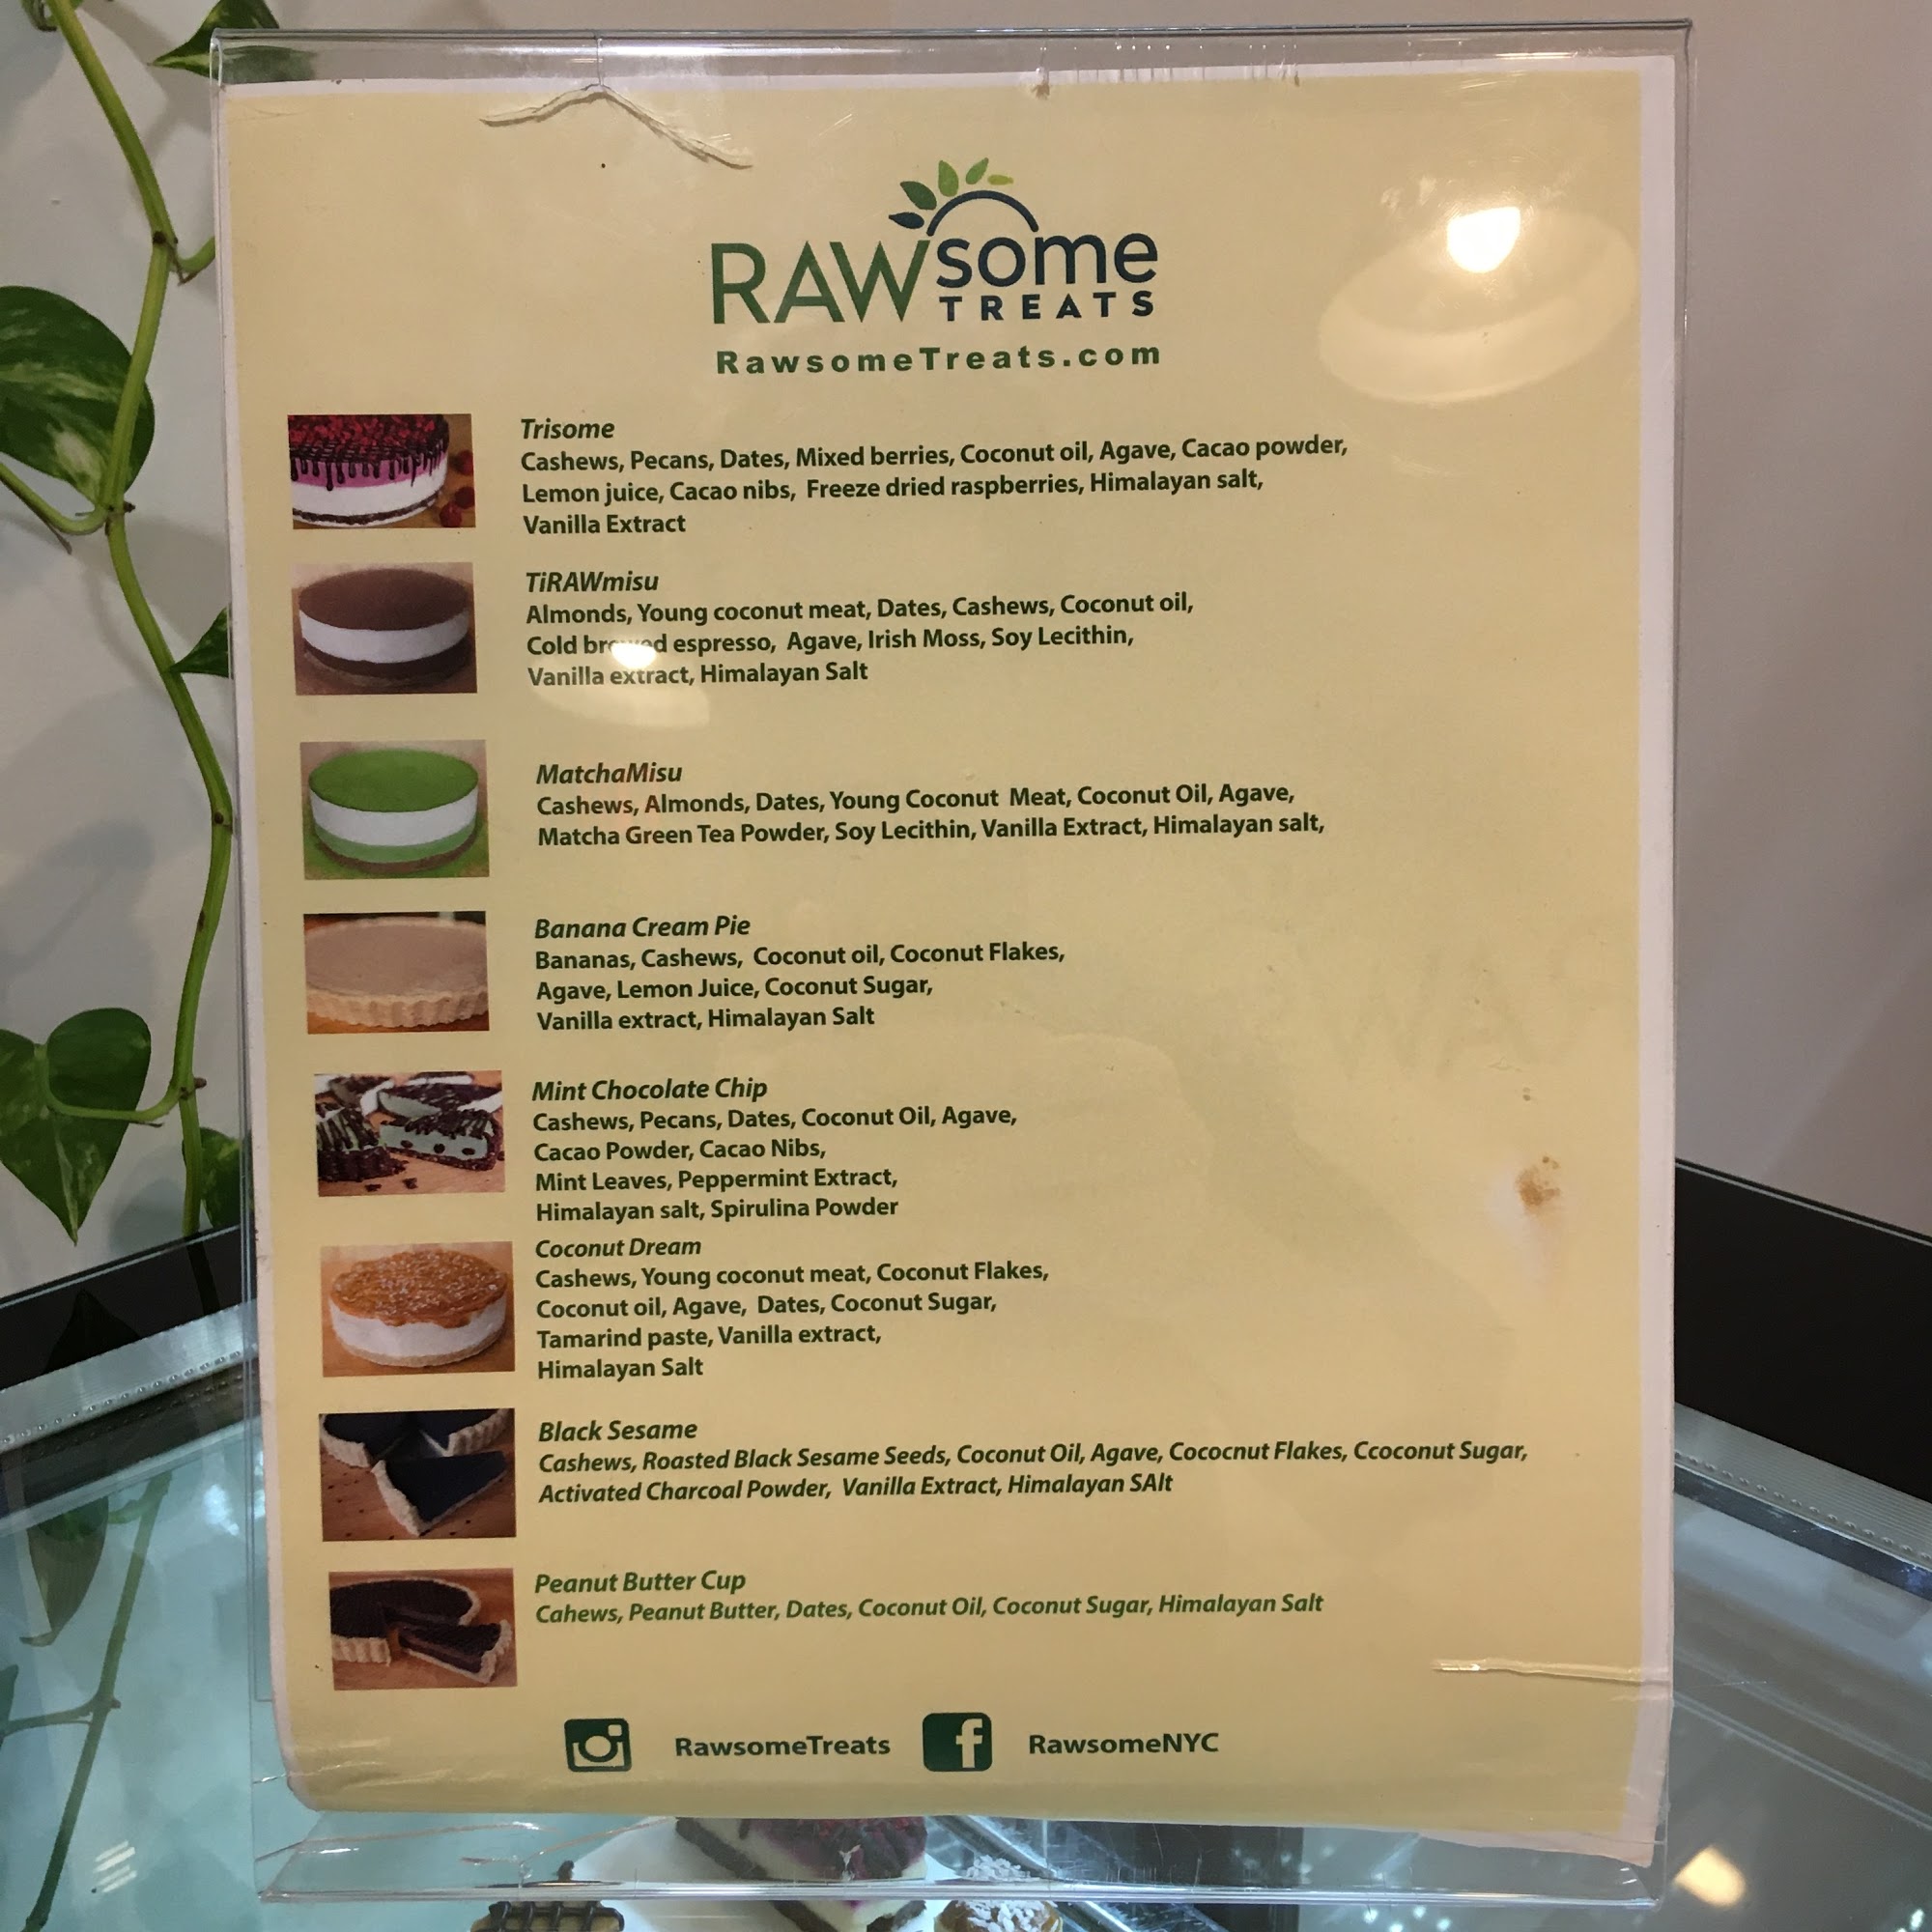 RAWsome
TREATS
RawsomeTreats.com
Trisome
Cashews, Pecans, Dates, Mixed berries, Coconut oil, Agave, Cacao powder,
Lemon juice, Cacao nibs, Freeze dried raspberries, Himalayan salt,
Vanilla Extract
TiRAWmisu
Almonds, Young coconut meat, Dates, Cashews, Coconut oil,
Cold brewed espresso, Agave, Irish Moss, Soy Lecithin,
Vanilla extract, Himalayan Salt
MatchaMisu
Cashews, Almonds, Dates, Young Coconut Meat, Coconut Oil, Agave,
Matcha Green Tea Powder, Soy Lecithin, Vanilla Extract, Himalayan salt,
Banana Cream Pie
Bananas, Cashews, Coconut oil, Coconut Flakes,
Agave, Lemon Juice, Coconut Sugar,
Vanilla extract, Himalayan Salt
Mint Chocolate Chip
Cashews, Pecans, Dates, Coconut Oil, Agave,
Cacao Powder, Cacao Nibs,
Mint Leaves, Peppermint Extract,
Himalayan salt, Spirulina Powder
Coconut Dream
Cashews, Young coconut meat, Coconut Flakes,
Coconut oil, Agave, Dates, Coconut Sugar,
Tamarind paste, Vanilla extract,
Himalayan Salt
Black Sesame
Cashews, Roasted Black Sesame Seeds, Coconut Oil, Agave, Cococnut Flakes, Ccoconut Sugar,
Activated Charcoal Powder, Vanilla Extract, Himalayan SAlt
Peanut Butter Cup
Cahews, Peanut Butter, Dates, Coconut Oil, Coconut Sugar, Himalayan Salt
RawsomeTreats f RawsomeNYC